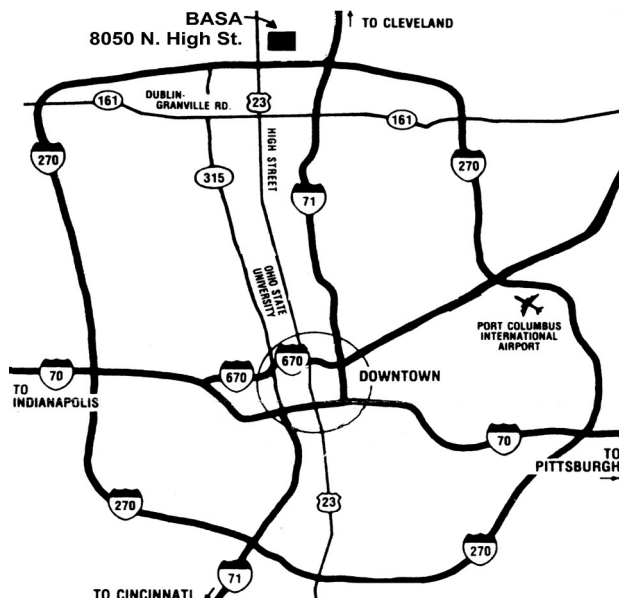 BASA
8050 N. High St.
TO CLEVELAND
DUBLIN-
GRANVILLE RD.
161
23
161
270
270
315
HIGH STREET
71
OHIO STATE
UNIVERSITY
PORT COLUMBUS
INTERNATIONAL
AIRPORT
70
670
670
DOWNTOWN
TO
INDIANAPOLIS
70
TO
PITTSBURGH
23
270
270
71
TO CINCINNATI